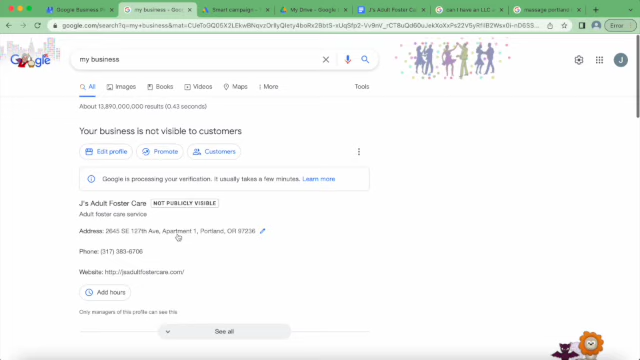 Google Business F
my business
Smart campaign -
My Drive - Google D
J's Adult Foster Care
can I have an LLC a
message portland
google.com/search?q=my+business&mat=
Error
Google
my business
J
All
Images
Books
Videos
Maps
More
Tools
About 13,890,000,000 results (0.43 seconds)
Your business is not visible to customers
Edit profile
Promote
Customers
Google is processing your verification. It usually takes a few minutes. Learn more
J's Adult Foster Care NOT PUBLICLY VISIBLE
Adult foster care service
Address: 2645 SE 127th Ave, Apartment 1, Portland, OR 97236
Phone: (317) 383-6706
Website: http://jssdultfostercare.com/
Add hours
Only managers of this profile can see this
See all